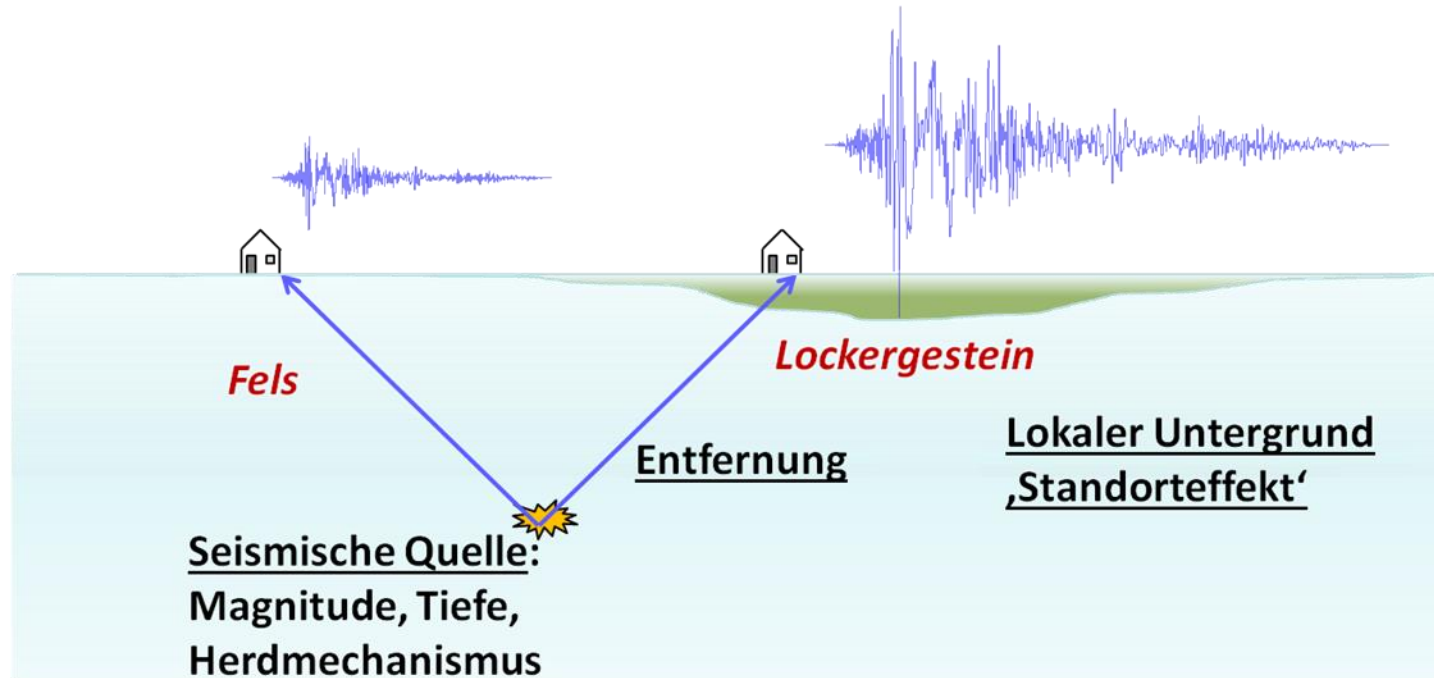 Fels
Lockergestein
Entfernung
Lokaler Untergrund
‚Standorteffekt‘
Seismische Quelle:
Magnitude, Tiefe,
Herdmechanismus